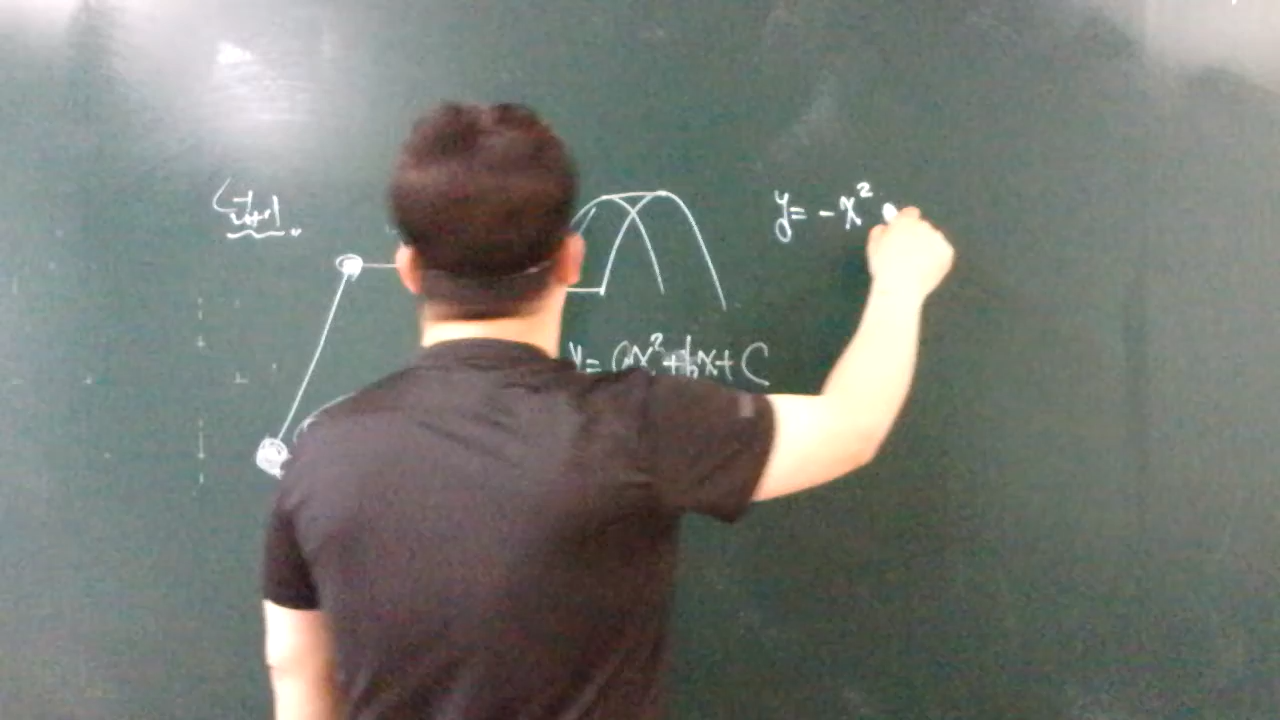 y = -x²
y = ax² + bx + c